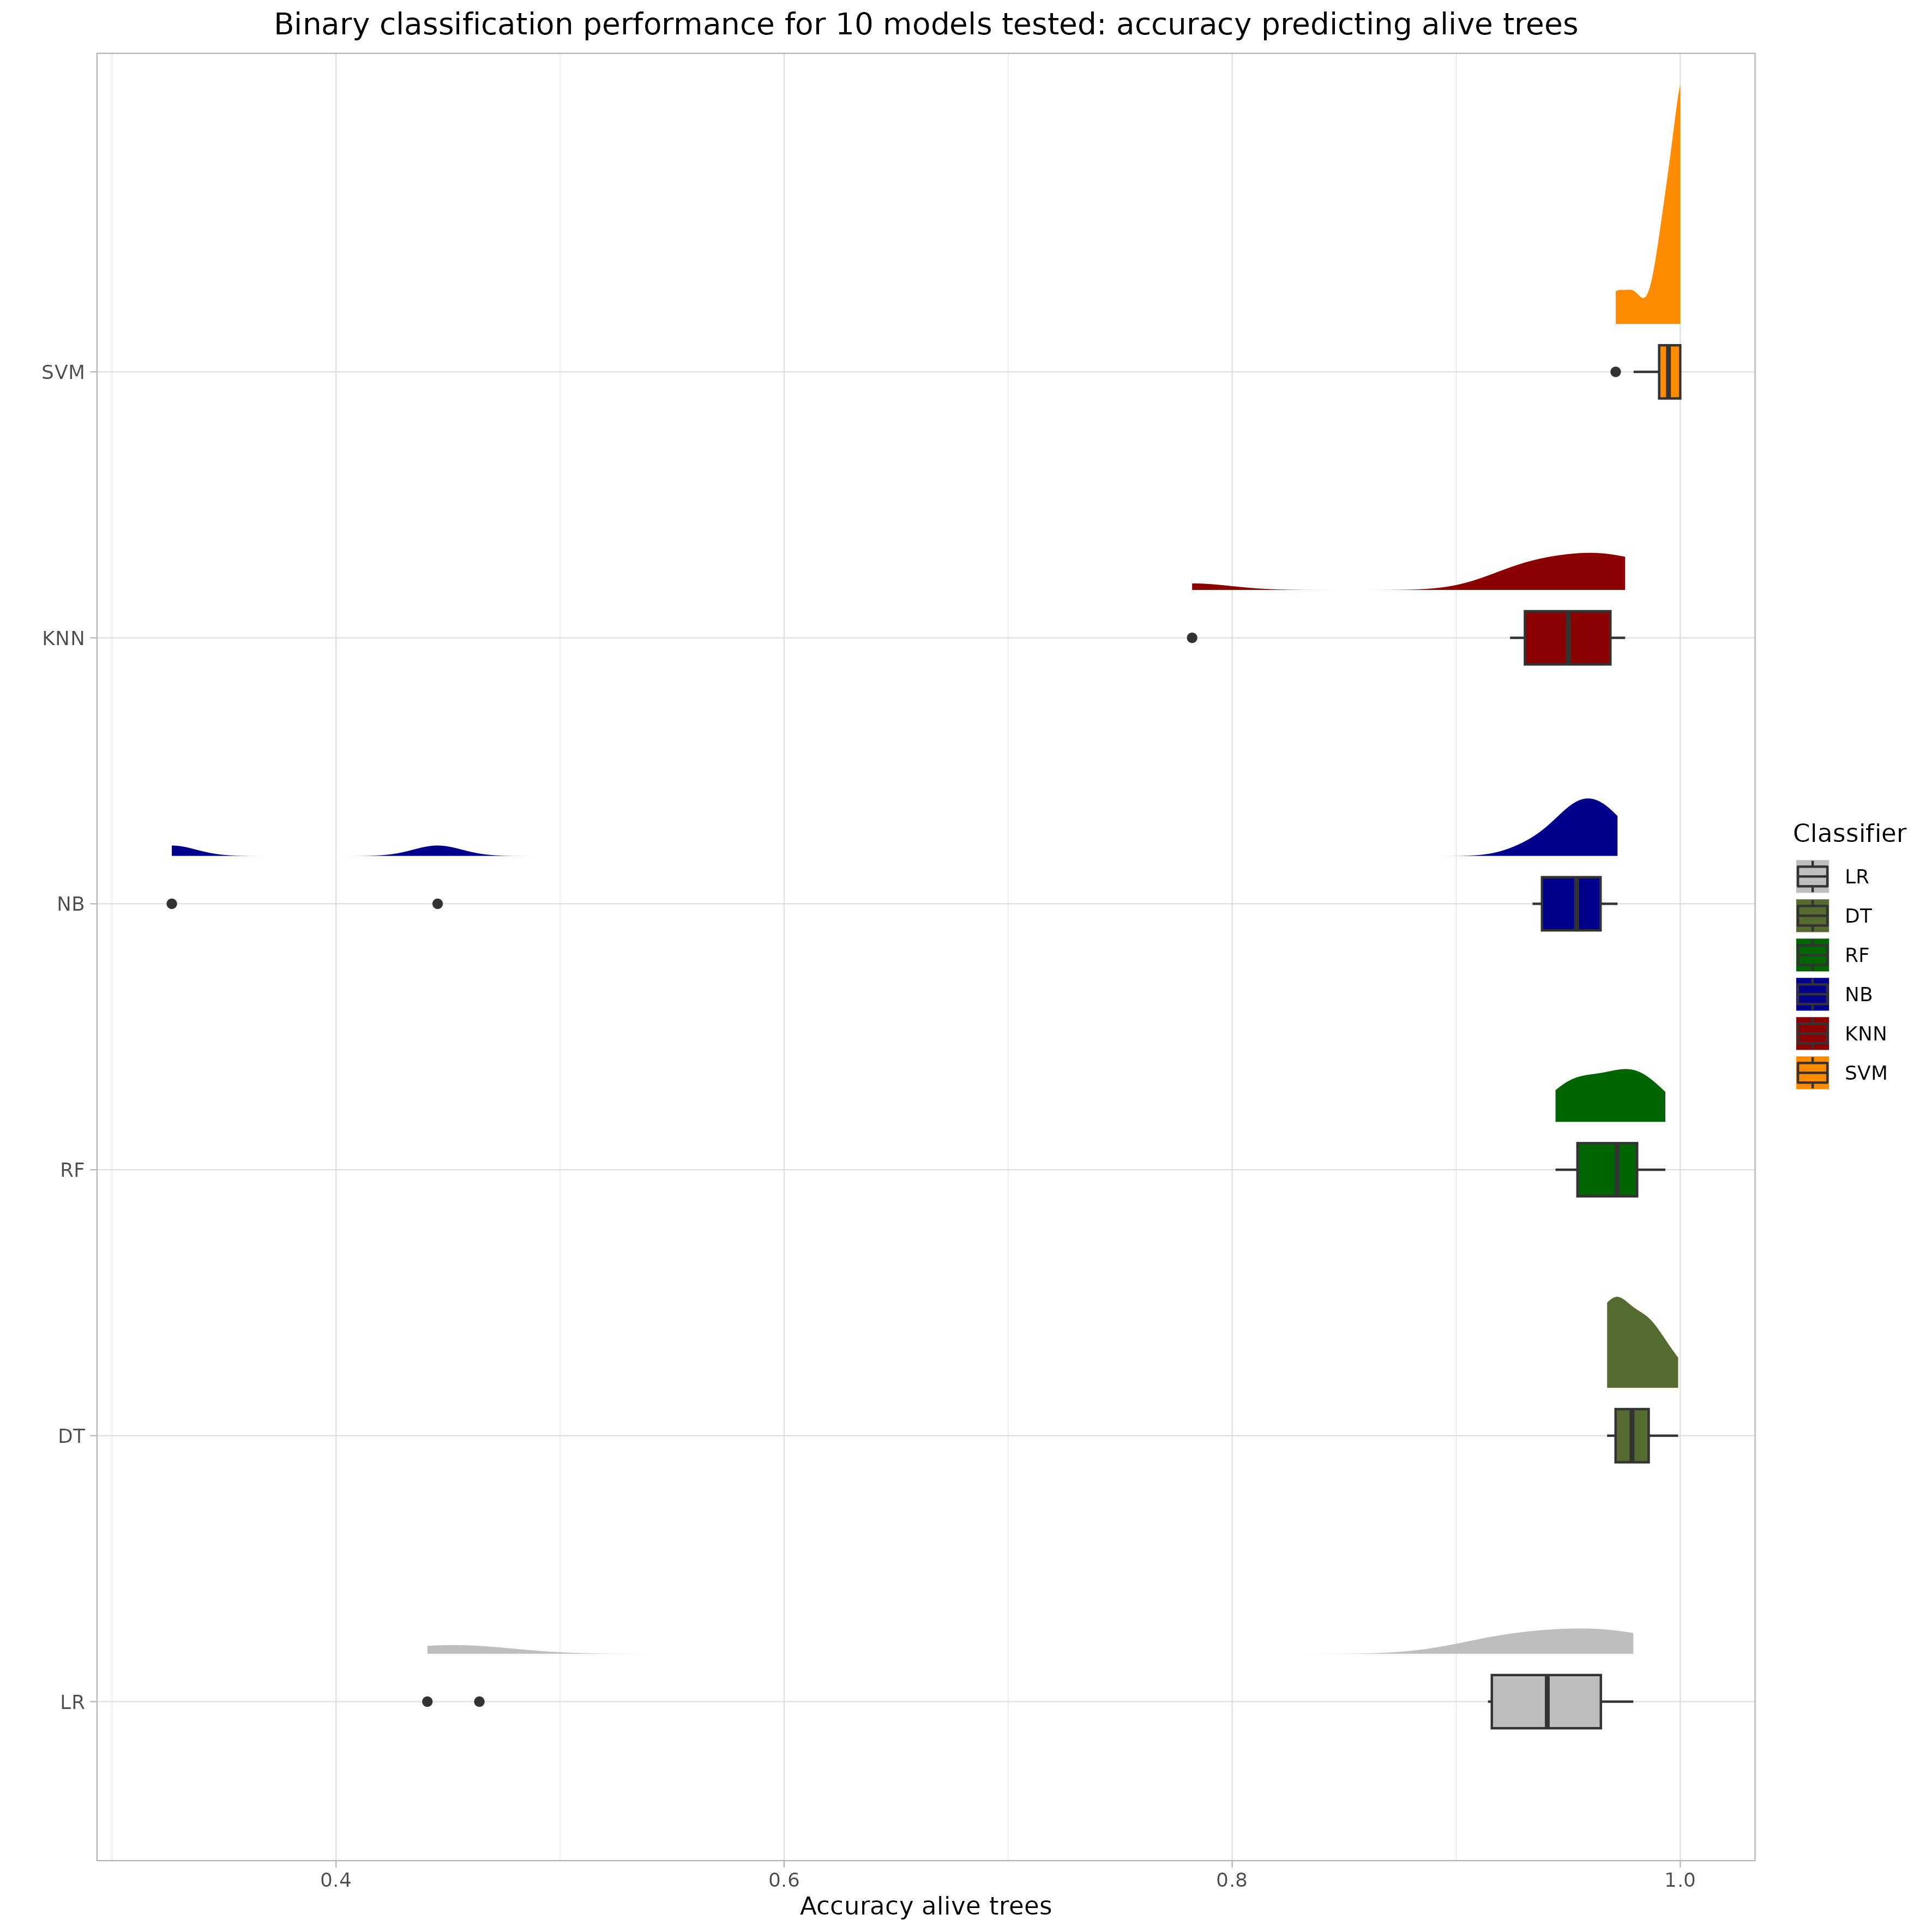 Binary classification performance for 10 models tested: accuracy predicting alive trees
SVM
KNN
NB
RF
DT
LR
0.4 0.6 0.8 1.0
Accuracy alive trees
Classifier
LR
DT
RF
NB
KNN
SVM